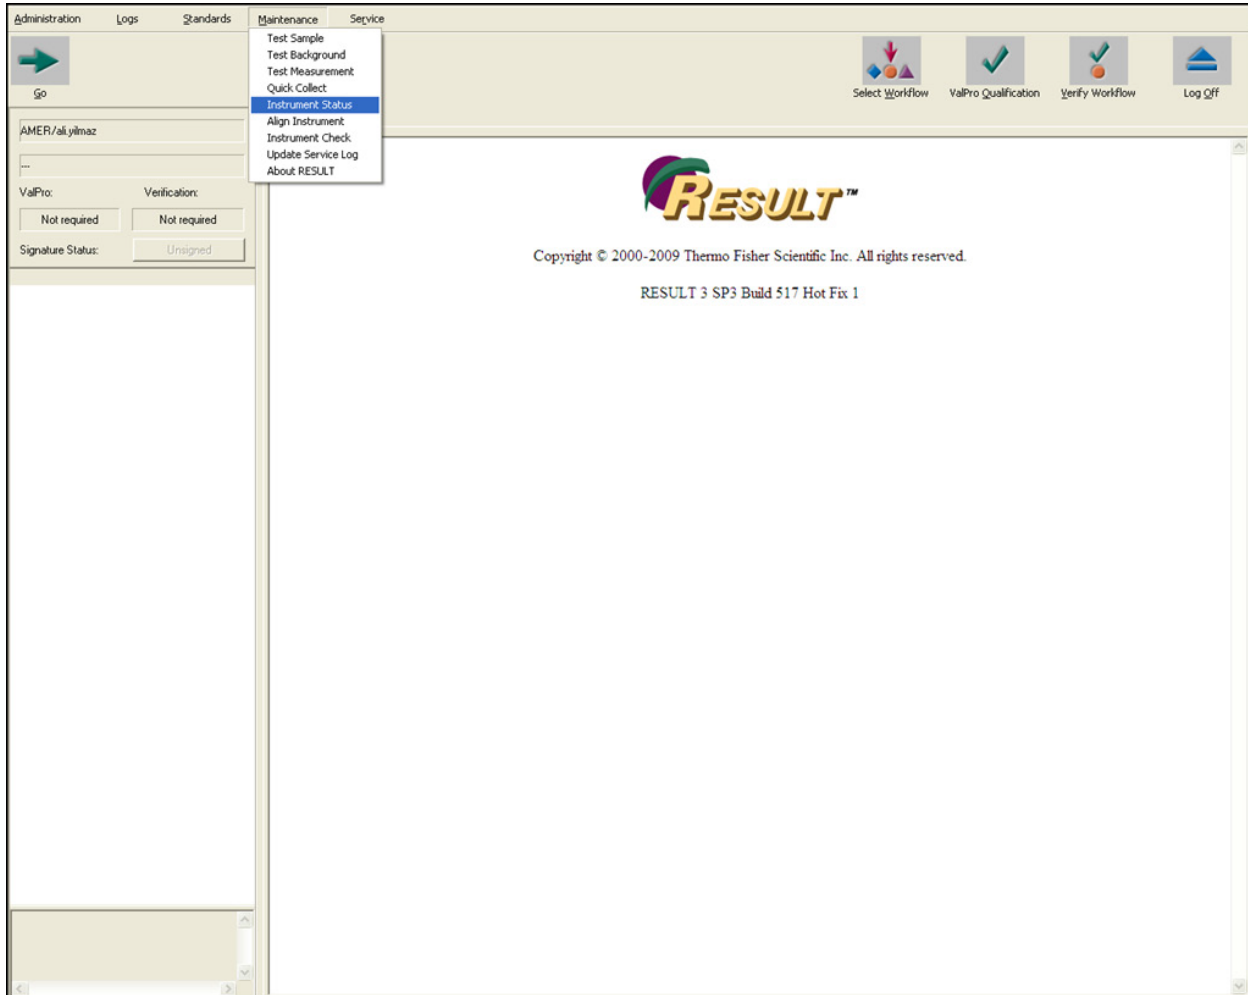 Administration Logs Standards Maintenance Service
Test Sample
Test Background
Test Measurement
Quick Collect
Instrument Status
Align Instrument
Instrument Check
Update Service Log
About RESULT
Go
Select Workflow ValPro Qualification Verify Workflow Log Off
AMER/ali.yilmaz
---
ValPro: Verification:
Not required Not required
Signature Status: Unsigned
RESULT™
Copyright © 2000-2009 Thermo Fisher Scientific Inc. All rights reserved.
RESULT 3 SP3 Build 517 Hot Fix 1